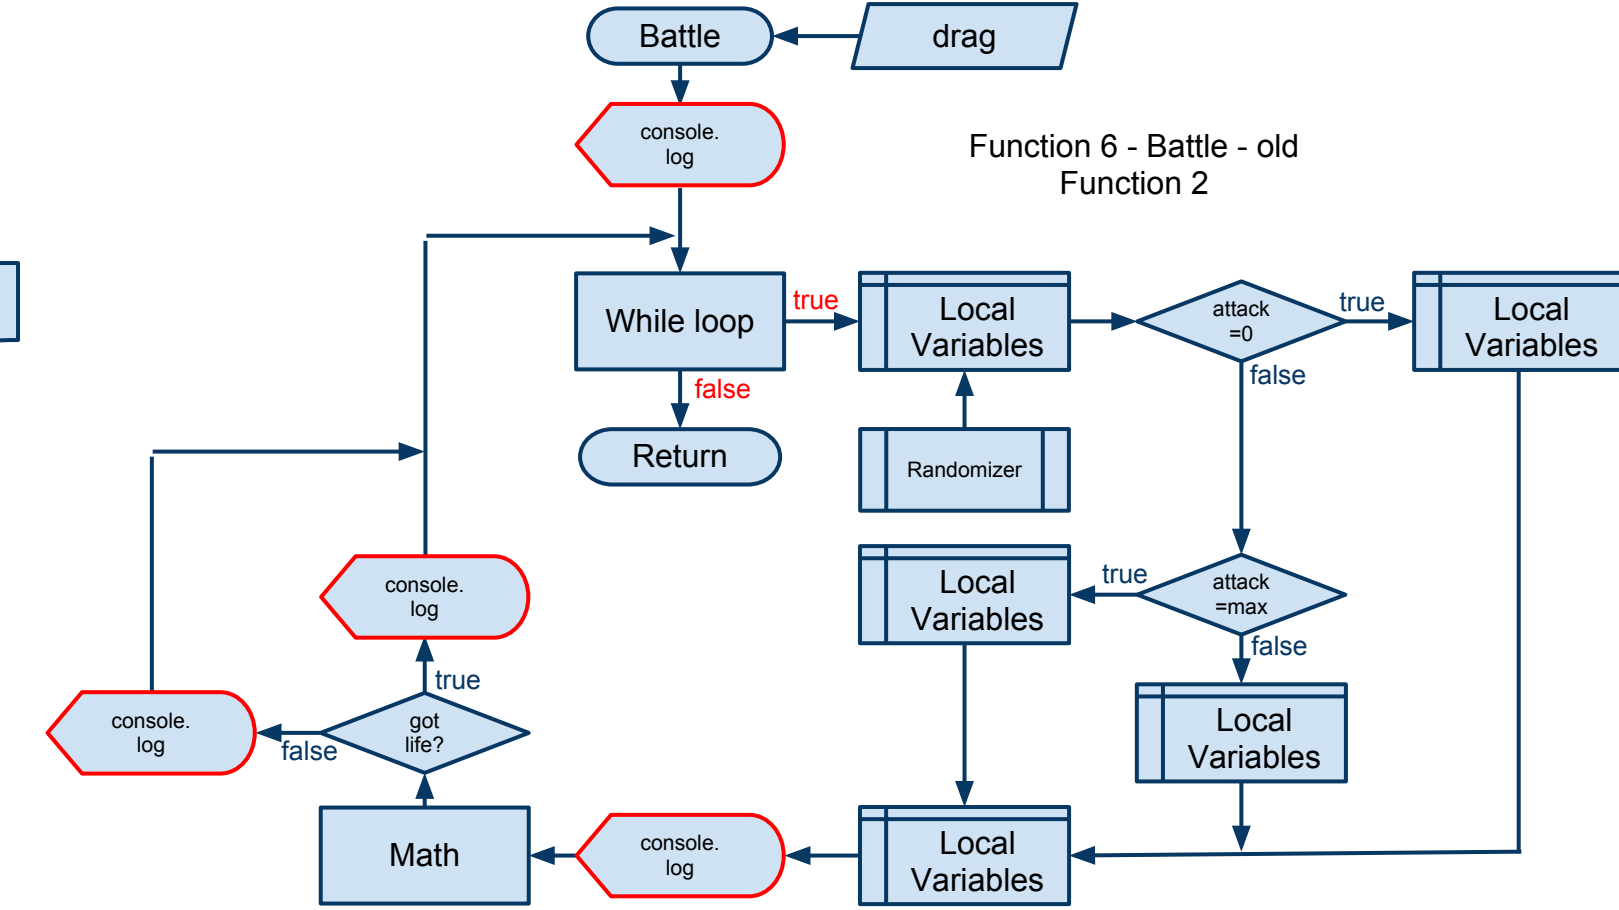 Battle
drag
console.
log
Function 6 - Battle - old
Function 2
While loop
true
Local
Variables
attack
=0
true
Local
Variables
false
false
Return
Randomizer
console.
log
Local
Variables
true
attack
=max
false
true
console.
log
got
life?
false
Local
Variables
Math
console.
log
Local
Variables